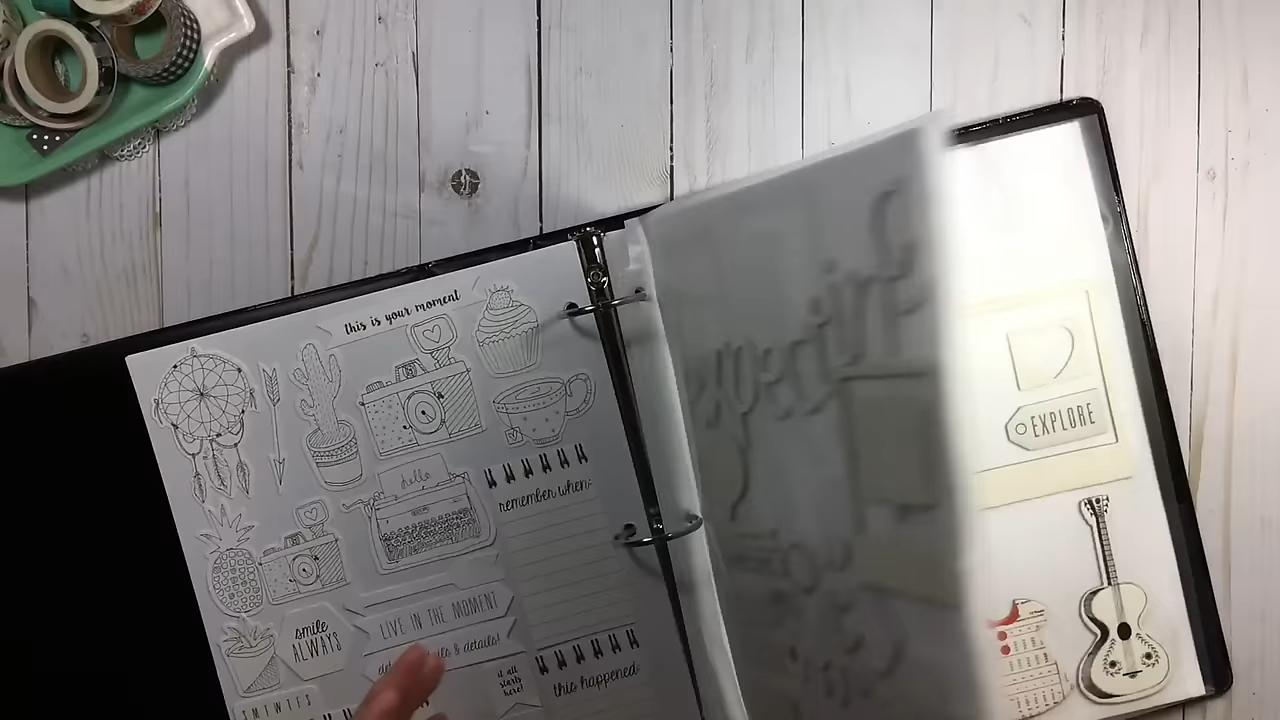 this is your moment
hello
remember when:
smile
ALWAYS
LIVE IN THE MOMENT
& details!
it all
starts
here!
this happened:
S M T W T F S
EXPLORE